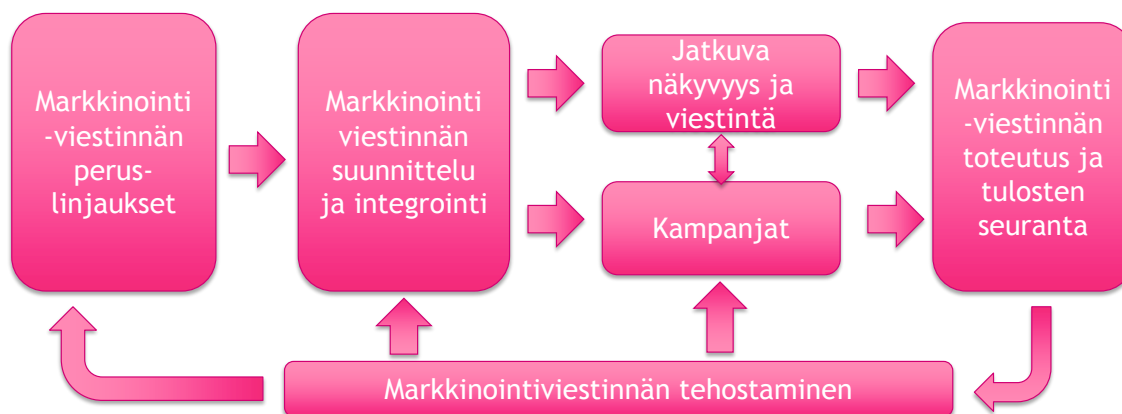 Markkinointi
-viestinnän
perus-
linjaukset
Markkinointi
viestinnän
suunnittelu
ja integrointi
Jatkuva
näkyvyys ja
viestintä
Kampanjat
Markkinointi
-viestinnän
toteutus ja
tulosten
seuranta
Markkinointiviestinnän tehostaminen